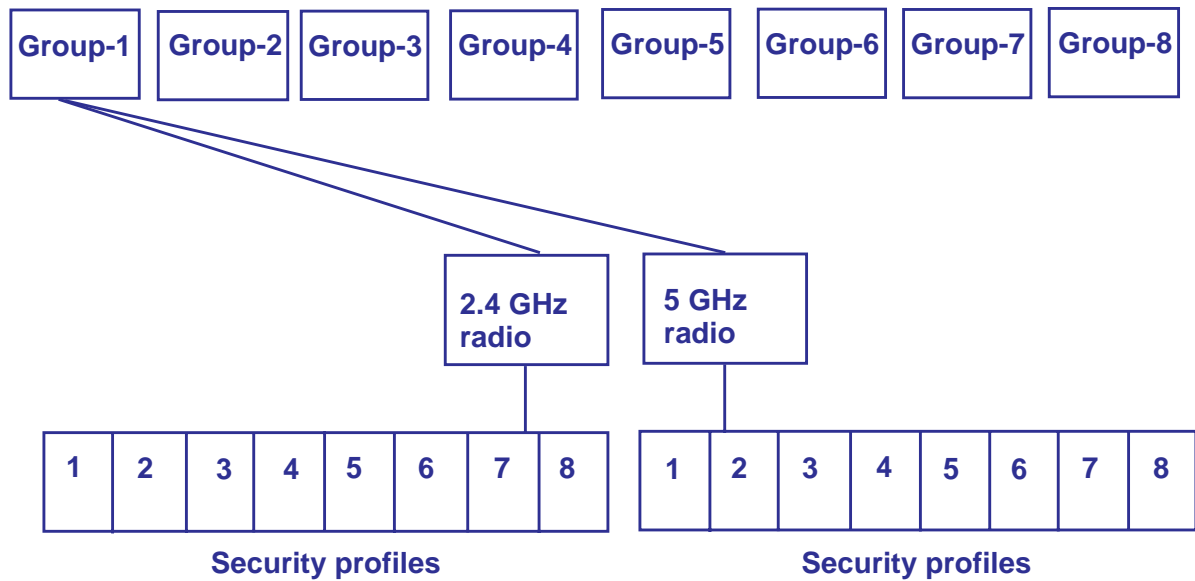 Group-1 Group-2 Group-3 Group-4 Group-5 Group-6 Group-7 Group-8
2.4 GHz
radio
5 GHz
radio
1 2 3 4 5 6 7 8
1 2 3 4 5 6 7 8
Security profiles
Security profiles